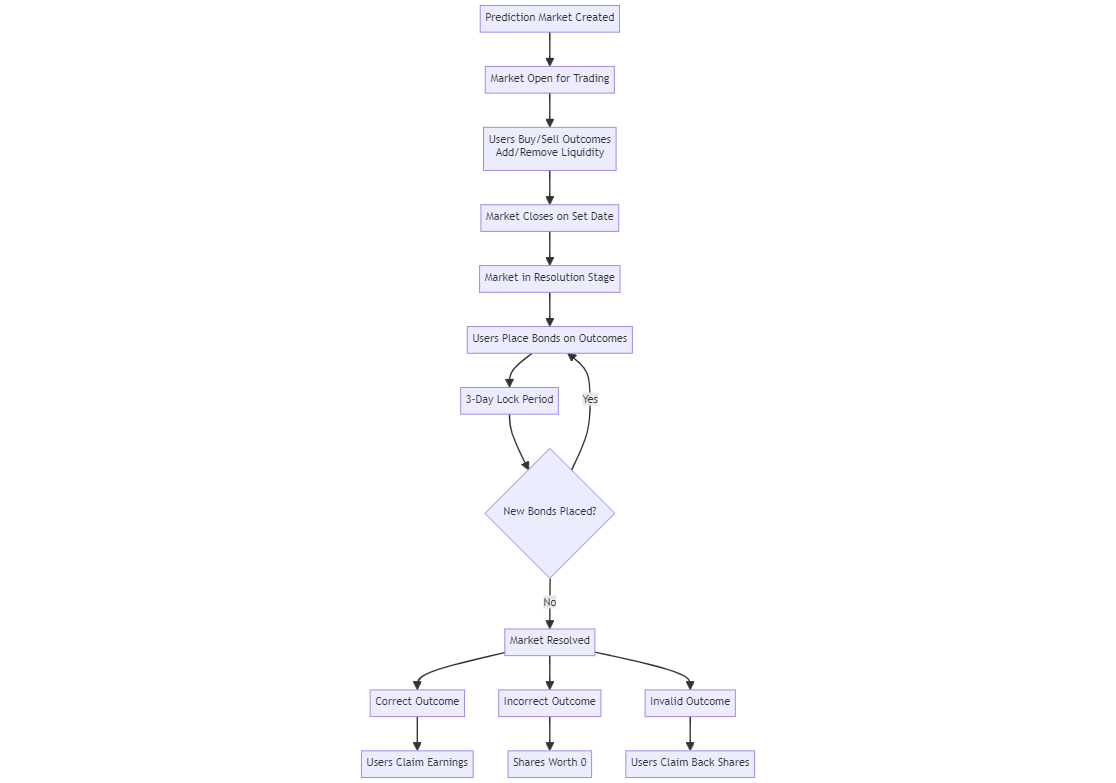 Prediction Market Created
Market Open for Trading
Users Buy/Sell Outcomes
Add/Remove Liquidity
Market Closes on Set Date
Market in Resolution Stage
Users Place Bonds on Outcomes
3-Day Lock Period
Yes
New Bonds Placed?
No
Market Resolved
Correct Outcome
Incorrect Outcome
Invalid Outcome
Users Claim Earnings
Shares Worth 0
Users Claim Back Shares